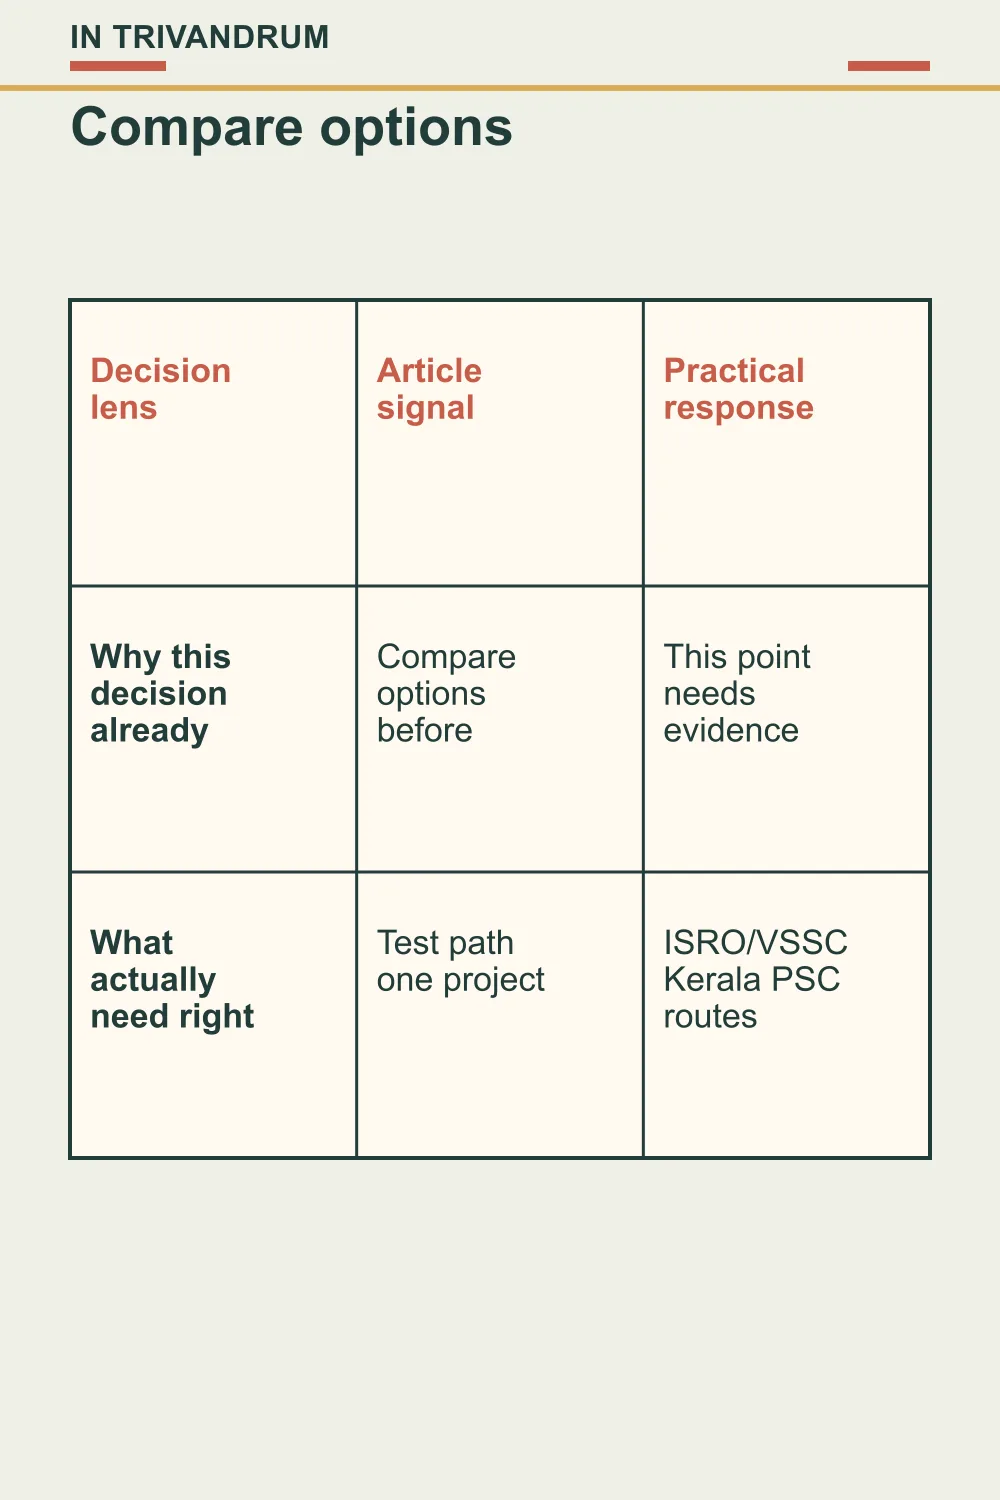 IN TRIVANDRUM
Compare options
Decision
lens
Article
signal
Practical
response
Why this
decision
already
Compare
options
before
This point
needs
evidence
What
actually
need right
Test path
one project
ISRO/VSSC
Kerala PSC
routes